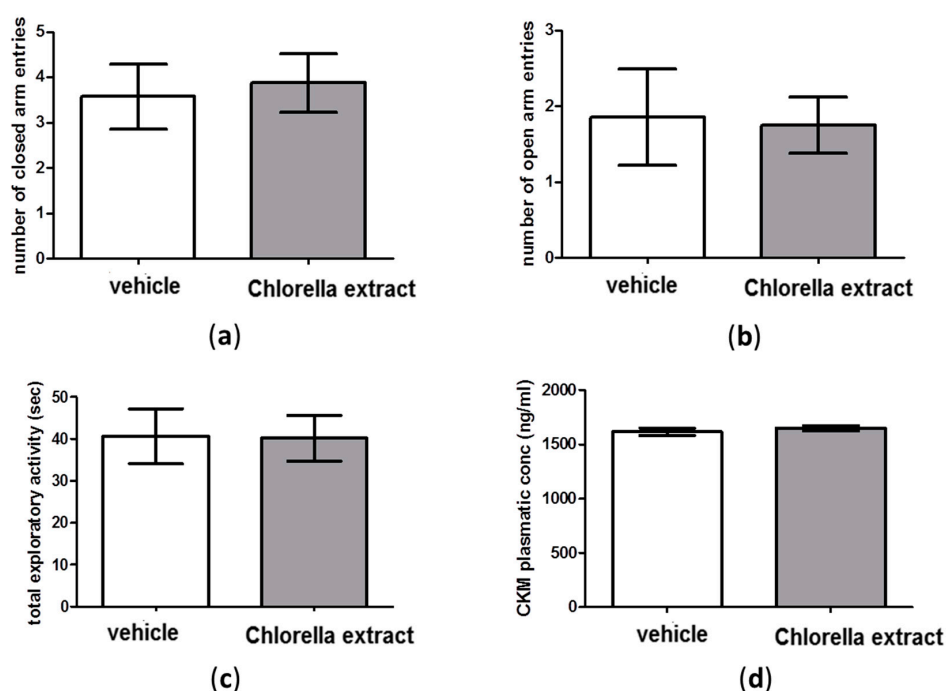 number of closed arm entries
5
4
3
2
1
0
vehicle
Chlorella extract
(a)
number of open arm entries
3
2
1
0
vehicle
Chlorella extract
(b)
total exploratory activity (sec)
50
40
30
20
10
0
vehicle
Chlorella extract
(c)
CKM plasmatic conc (ng/ml)
2000
1500
1000
500
0
vehicle
Chlorella extract
(d)